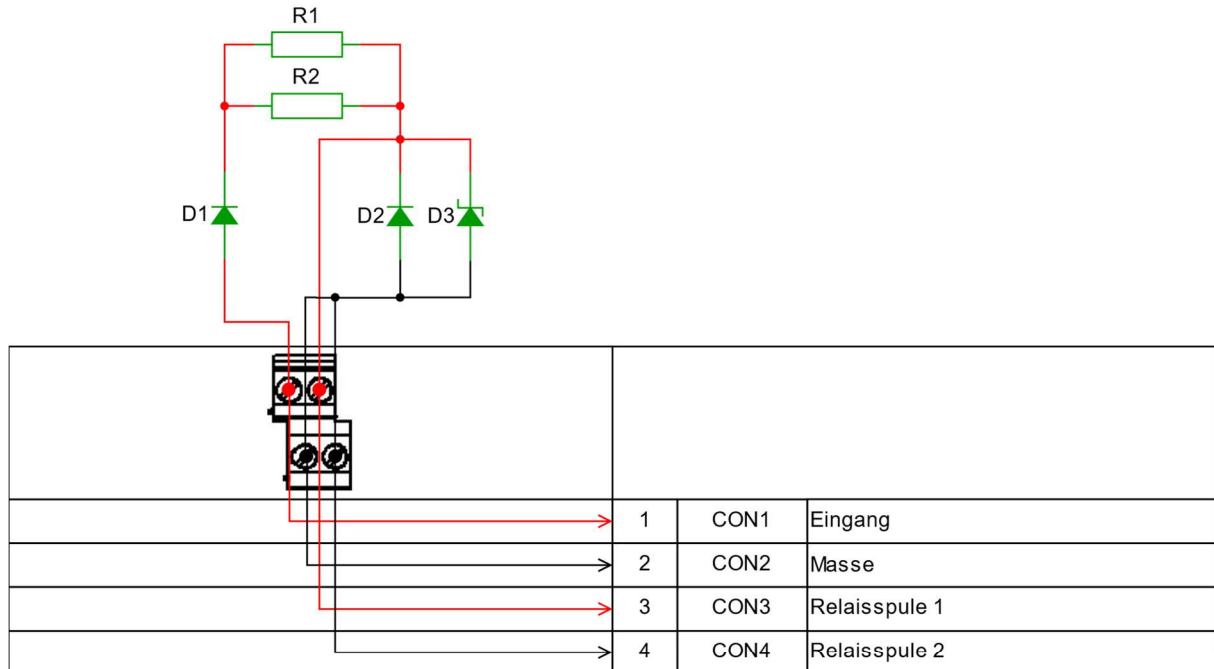 R1
R2
D1 D2 D3
1 CON1 Eingang
2 CON2 Masse
3 CON3 Relaisspule 1
4 CON4 Relaisspule 2